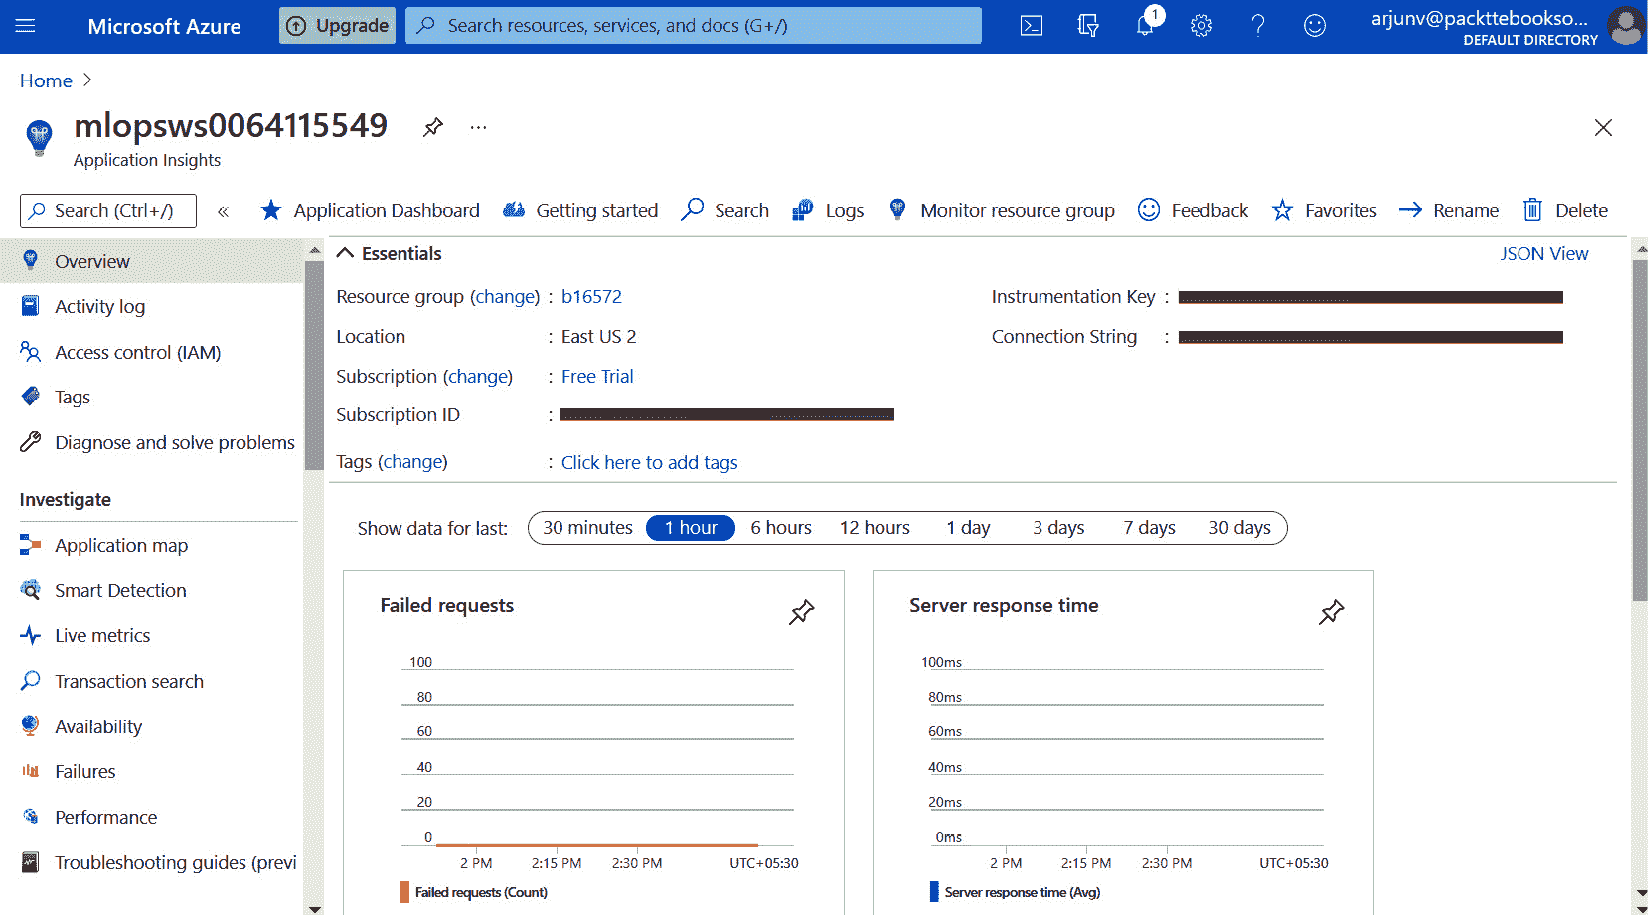 Microsoft Azure
Upgrade
Search resources, services, and docs (G+/)
1
arjunv@packttebookso...
DEFAULT DIRECTORY
Home >
mlopsws0064115549
...
Application Insights
Search (Ctrl+/)
«
Application Dashboard
Getting started
Search
Logs
Monitor resource group
Feedback
Favorites
Rename
Delete
Overview
Activity log
Access control (IAM)
Tags
Diagnose and solve problems
Investigate
Application map
Smart Detection
Live metrics
Transaction search
Availability
Failures
Performance
Troubleshooting guides (previ
Essentials
JSON View
Resource group (change) : b16572
Location : East US 2
Subscription (change) : Free Trial
Subscription ID :
Tags (change) : Click here to add tags
Instrumentation Key :
Connection String :
Show data for last: 30 minutes 1 hour 6 hours 12 hours 1 day 3 days 7 days 30 days
Failed requests
100
80
60
40
20
0
2 PM 2:15 PM 2:30 PM UTC+05:30
Failed requests (Count)
Server response time
100ms
80ms
60ms
40ms
20ms
0ms
2 PM 2:15 PM 2:30 PM UTC+05:30
Server response time (Avg)